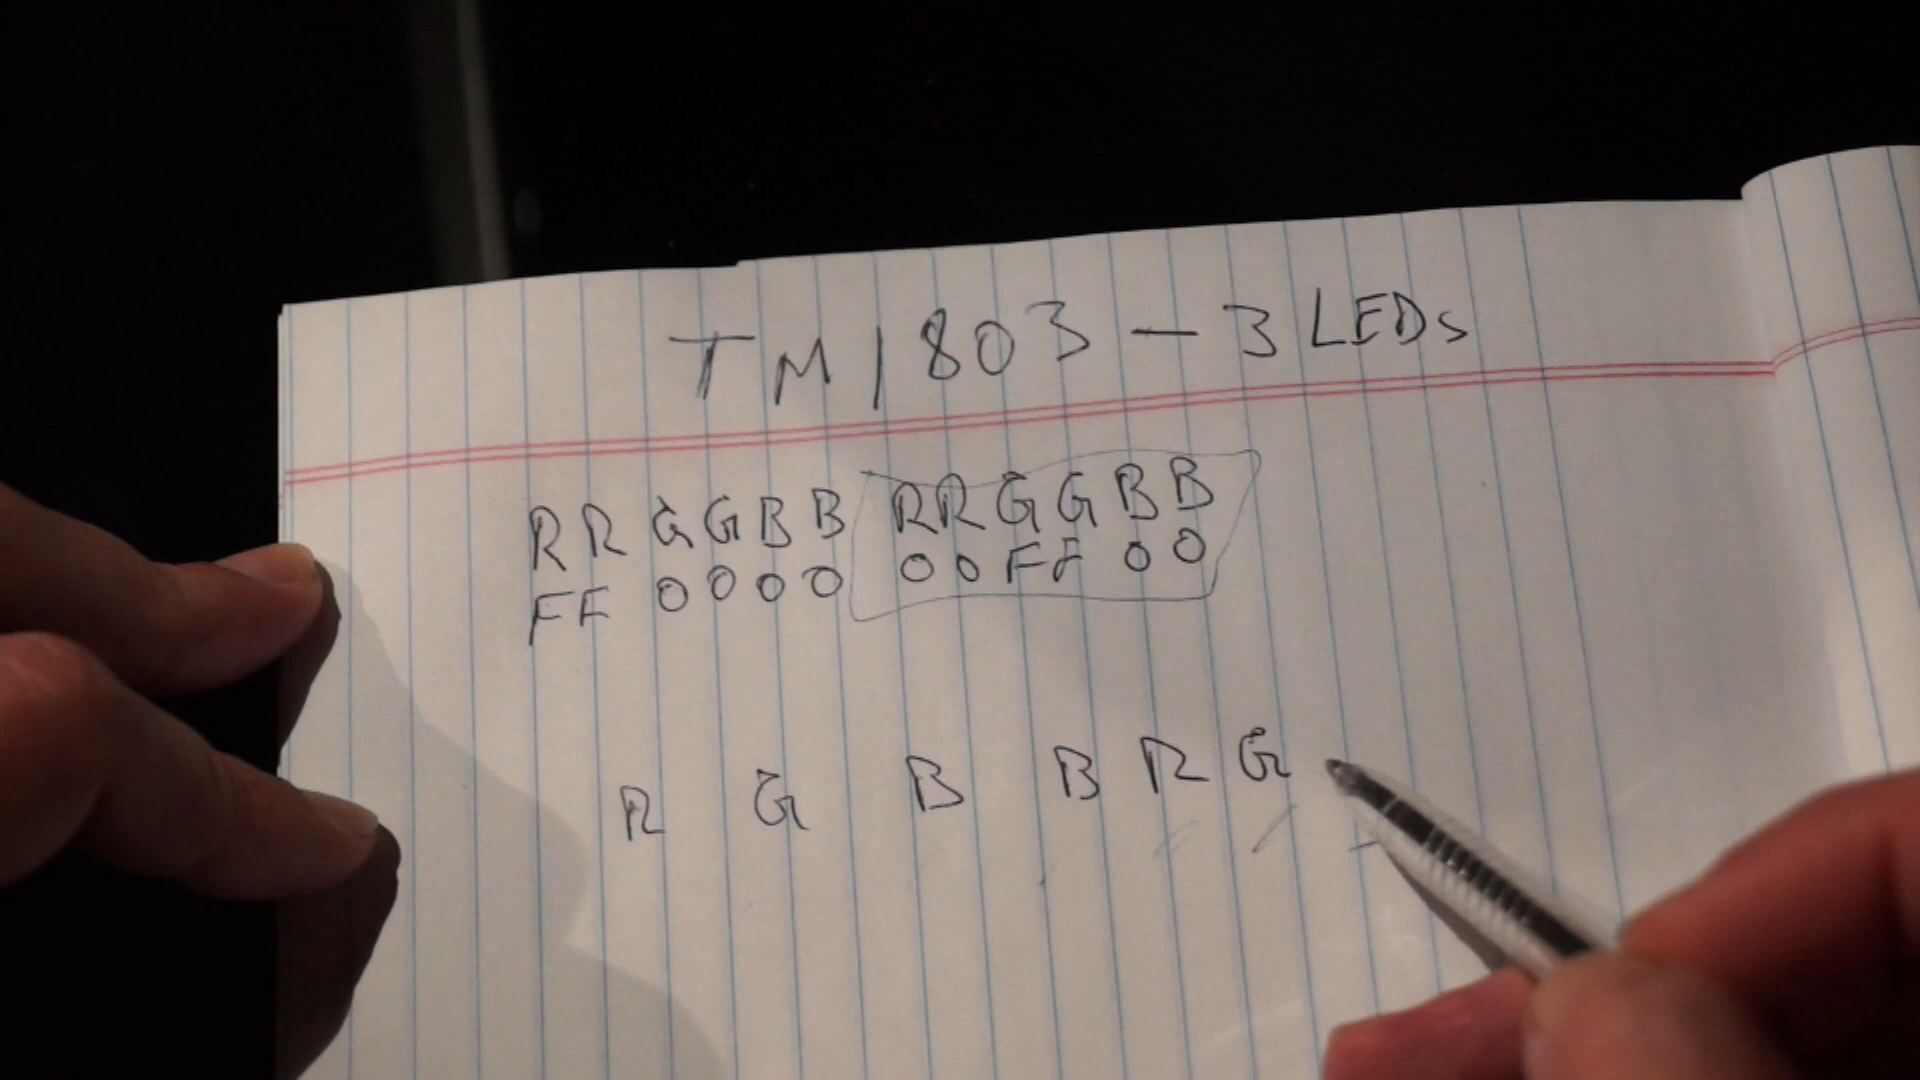 TM1803 - 3 LEDs
RRGGBB RRGGBB
FF0000 00FF00
R G B B R G